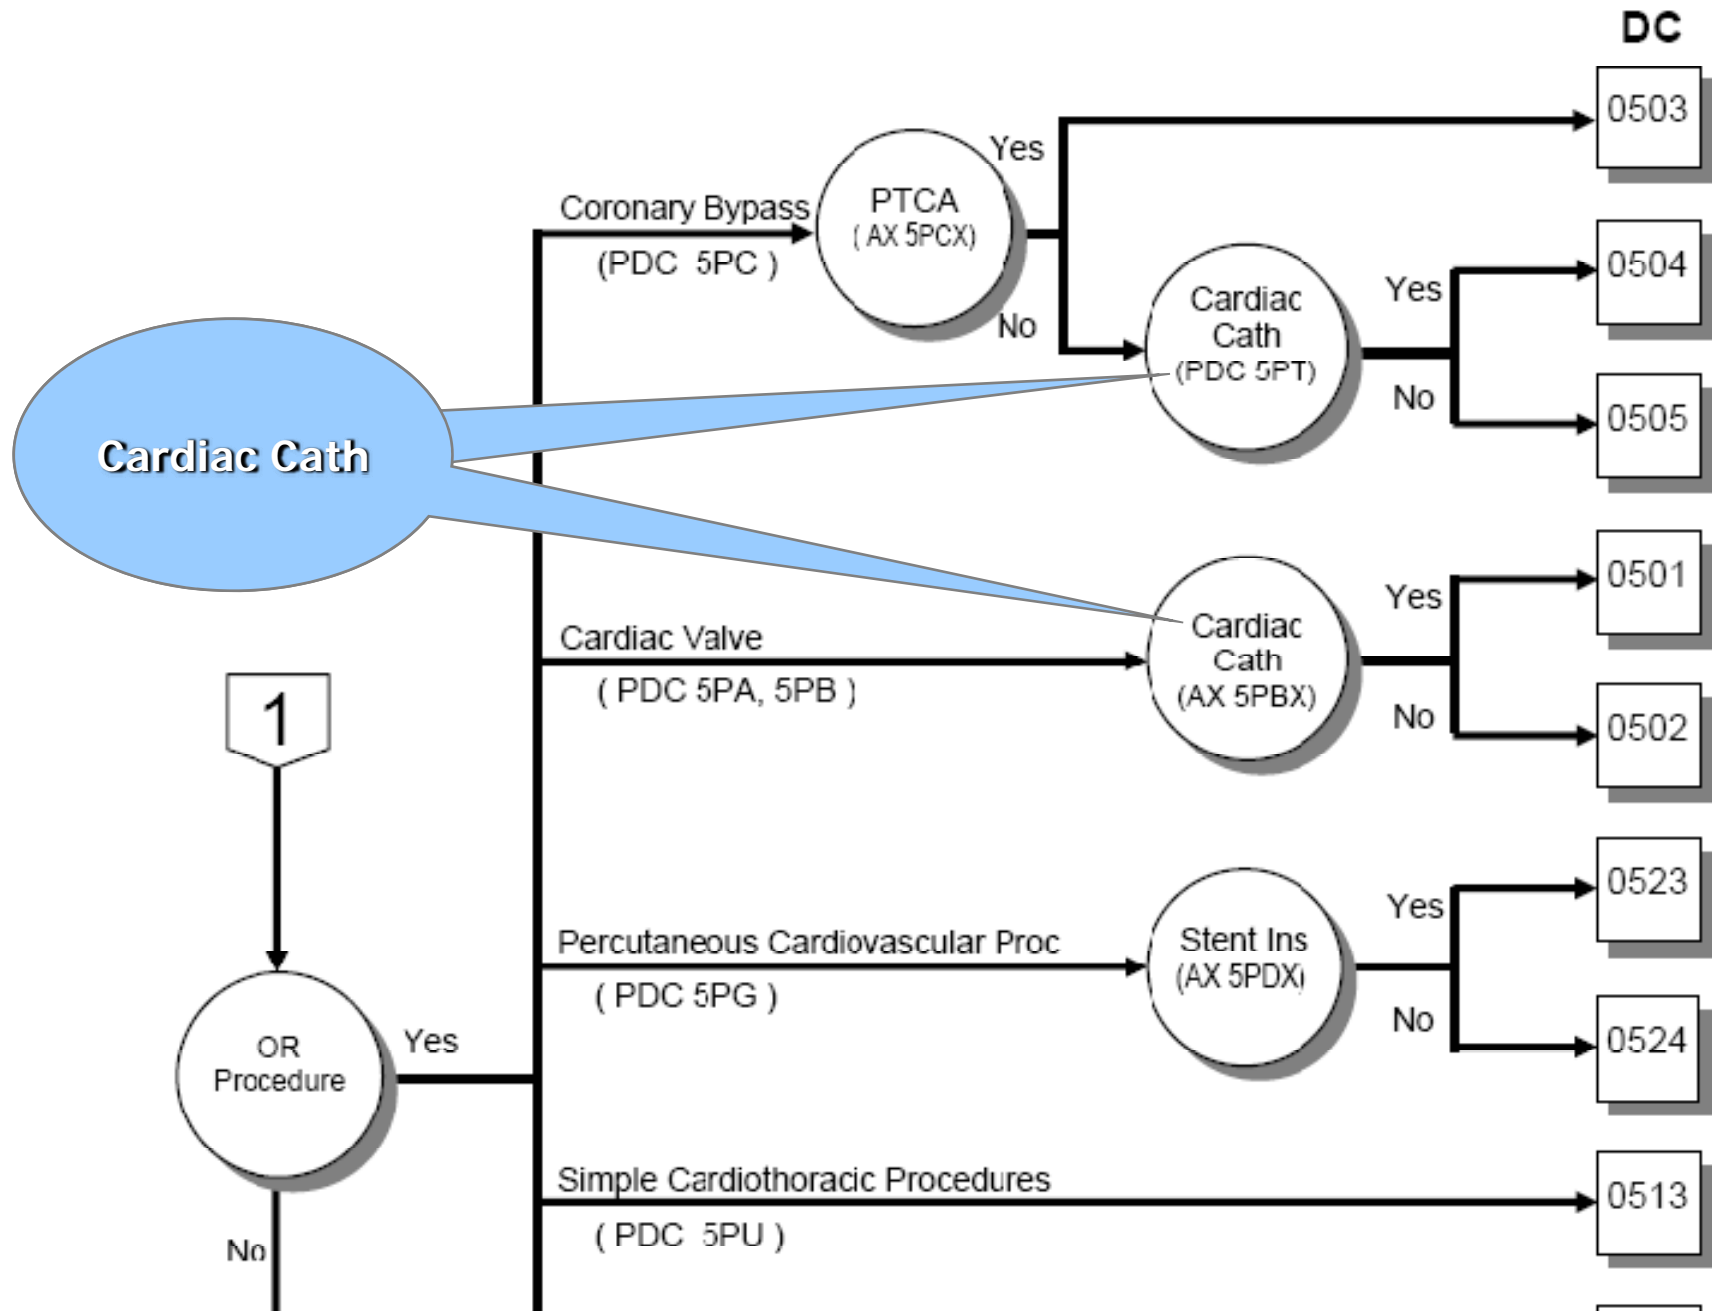 DC
0503
Yes
Coronary Bypass
(PDC 5PC )
PTCA
( AX 5PCX)
No
0504
Cardiac
Cath
(PDC 5PT)
Yes
No
0505
Cardiac Cath
0501
Cardiac Valve
( PDC 5PA, 5PB )
Cardiac
Cath
(AX 5PBX)
Yes
No
0502
1
0523
Percutaneous Cardiovascular Proc
( PDC 5PG )
Stent Ins
(AX 5PDX)
Yes
No
0524
OR
Procedure
Yes
No
Simple Cardiothoracic Procedures
( PDC 5PU )
0513